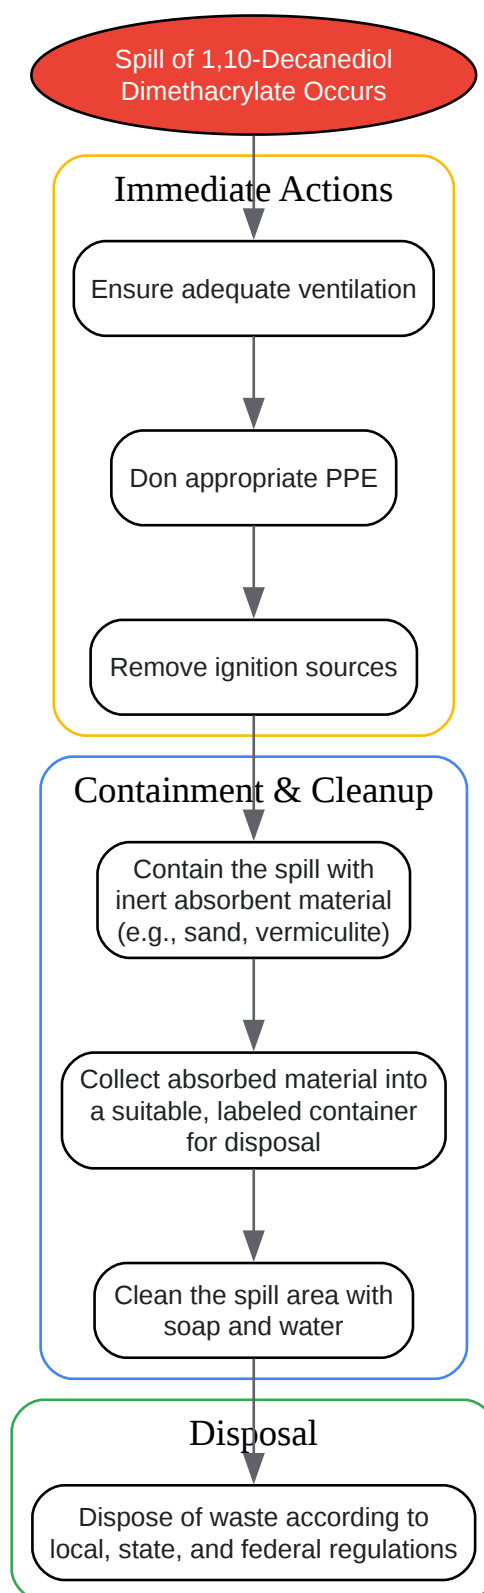 Spill of 1,10-Decanediol
Dimethacrylate Occurs
Immediate Actions
Ensure adequate ventilation
Don appropriate PPE
Remove ignition sources
Containment & Cleanup
Contain the spill with
inert absorbent material
(e.g., sand, vermiculite)
Collect absorbed material into
a suitable, labeled container
for disposal
Clean the spill area with
soap and water
Disposal
Dispose of waste according to
local, state, and federal regulations